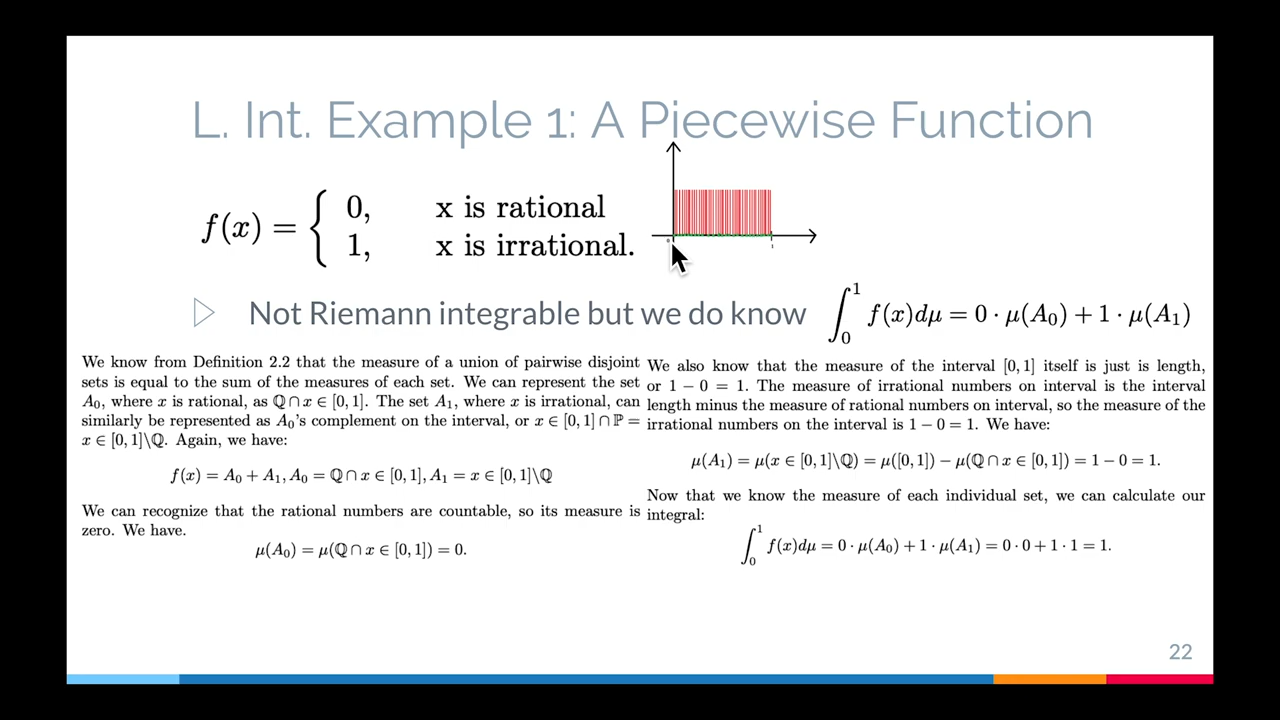 L. Int. Example 1: A Piecewise Function
f(x) = { 0, x is rational
1, x is irrational.
0 1
Not Riemann integrable but we do know ∫₀¹ f(x)dμ = 0 · μ(A₀) + 1 · μ(A₁)
We know from Definition 2.2 that the measure of a union of pairwise disjoint
sets is equal to the sum of the measures of each set. We can represent the set
A₀, where x is rational, as ℚ ∩ x ∈ [0, 1]. The set A₁, where x is irrational, can
similarly be represented as A₀'s complement on the interval, or x ∈ [0, 1] ∩ ℙ =
x ∈ [0, 1]\ℚ. Again, we have:
f(x) = A₀ + A₁, A₀ = ℚ ∩ x ∈ [0, 1], A₁ = x ∈ [0, 1]\ℚ
We can recognize that the rational numbers are countable, so its measure is
zero. We have.
μ(A₀) = μ(ℚ ∩ x ∈ [0, 1]) = 0.
We also know that the measure of the interval [0, 1] itself is just is length,
or 1 − 0 = 1. The measure of irrational numbers on interval is the interval
length minus the measure of rational numbers on interval, so the measure of the
irrational numbers on the interval is 1 − 0 = 1. We have:
μ(A₁) = μ(x ∈ [0, 1]\ℚ) = μ([0, 1]) − μ(ℚ ∩ x ∈ [0, 1]) = 1 − 0 = 1.
Now that we know the measure of each individual set, we can calculate our
integral:
∫₀¹ f(x)dμ = 0 · μ(A₀) + 1 · μ(A₁) = 0 · 0 + 1 · 1 = 1.
22